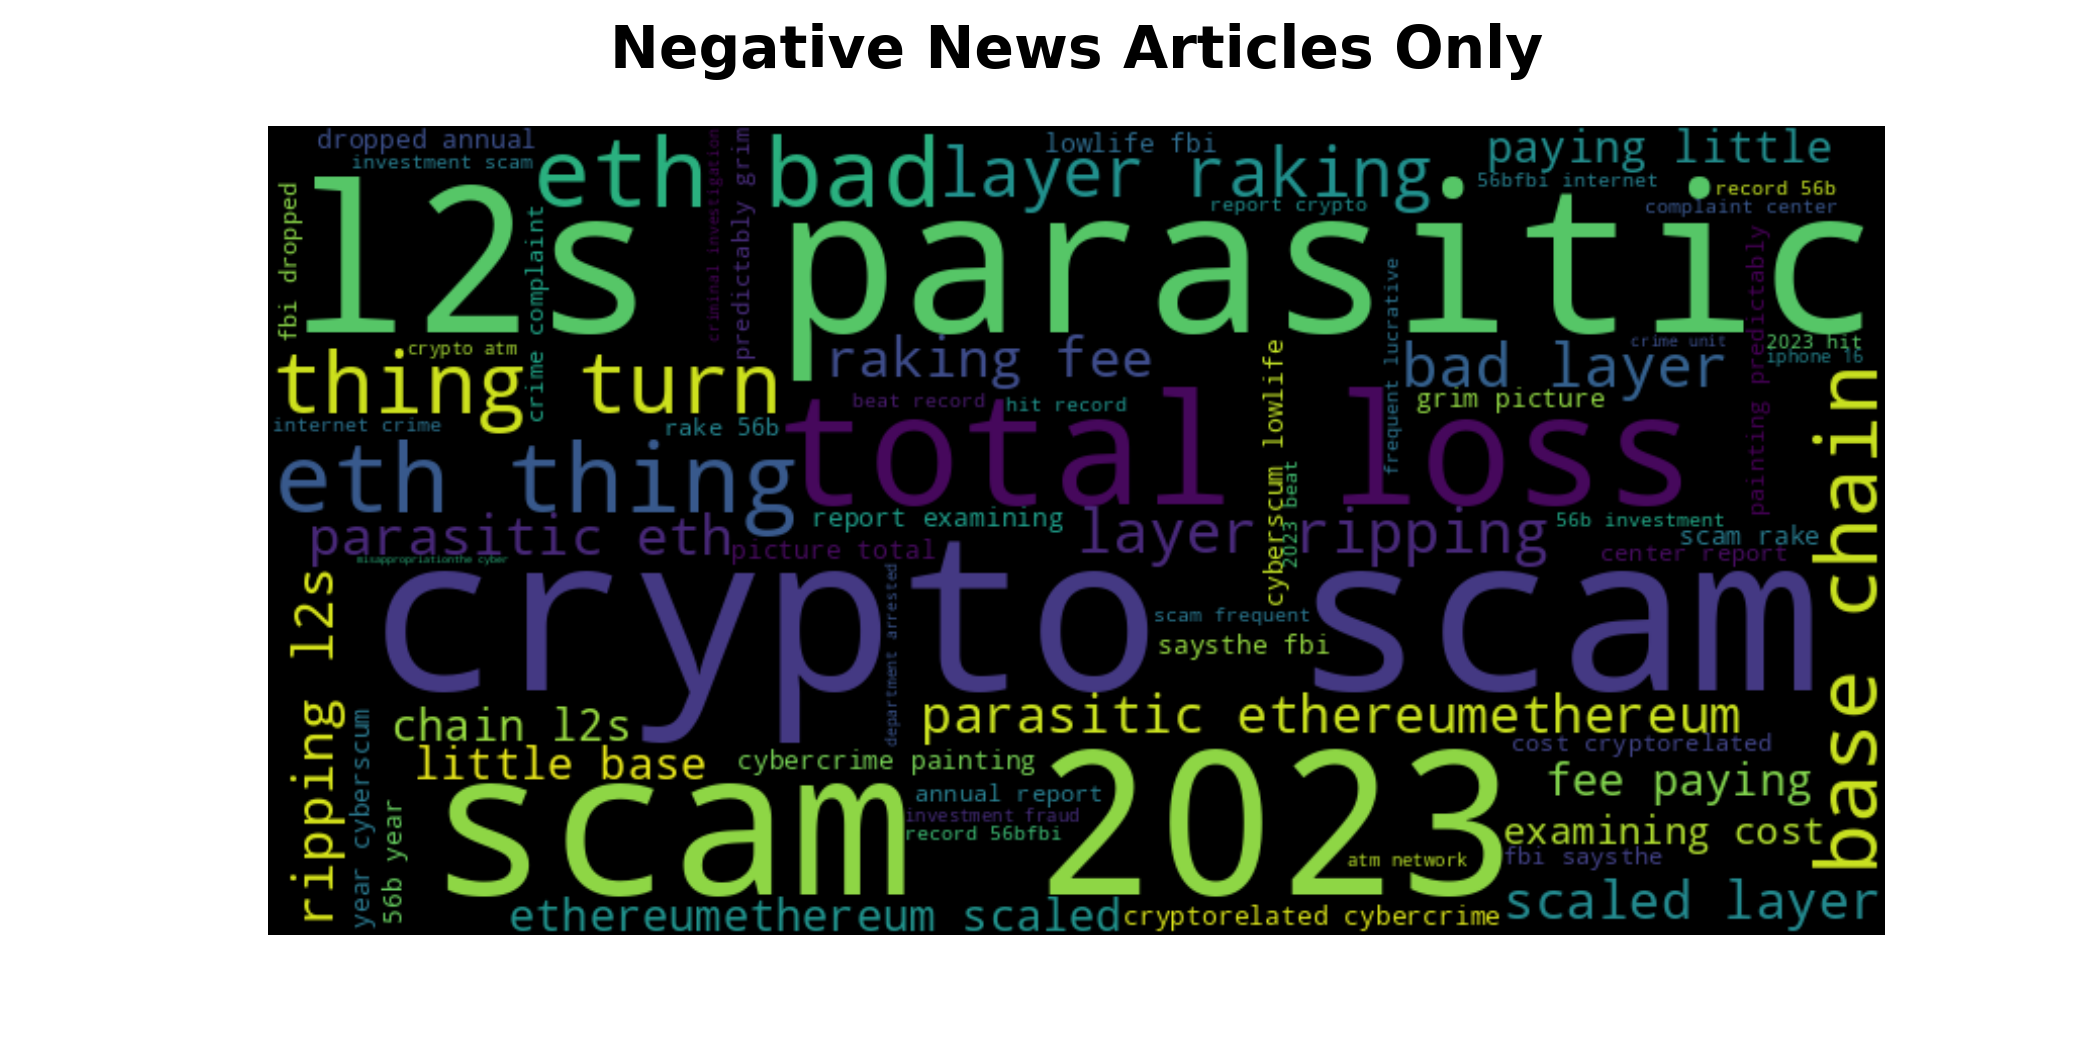 Negative News Articles Only
dropped annual
investment scam
eth bad
layer raking
lowlife fbi
56bfbi internet
paying little
record 56b
report crypto
complaint center
l2s parasitic
fbi dropped
crime complaint
criminal investigation
predictably grim
frequent lucrative
painting predictably
crypto atm
thing turn
raking fee
bad layer
crime unit
2023 hit
iphone 16
beat record
hit record
grim picture
internet crime
rake 56b
total loss
cyberscum lowlife
2023 beat
base chain
eth thing
report examining
56b investment
parasitic eth
picture total
layer ripping
scam rake
center report
misappropriationthe cyber
crypto scam
department arrested
scam frequent
saysthe fbi
ripping l2s
year cyberscum
56b year
chain l2s
parasitic ethereumethereum
little base
cybercrime painting
cost cryptorelated
scam 2023
annual report
investment fraud
record 56bfbi
fee paying
examining cost
atm network
fbi saysthe
ethereumethereum scaled
cryptorelated cybercrime
scaled layer